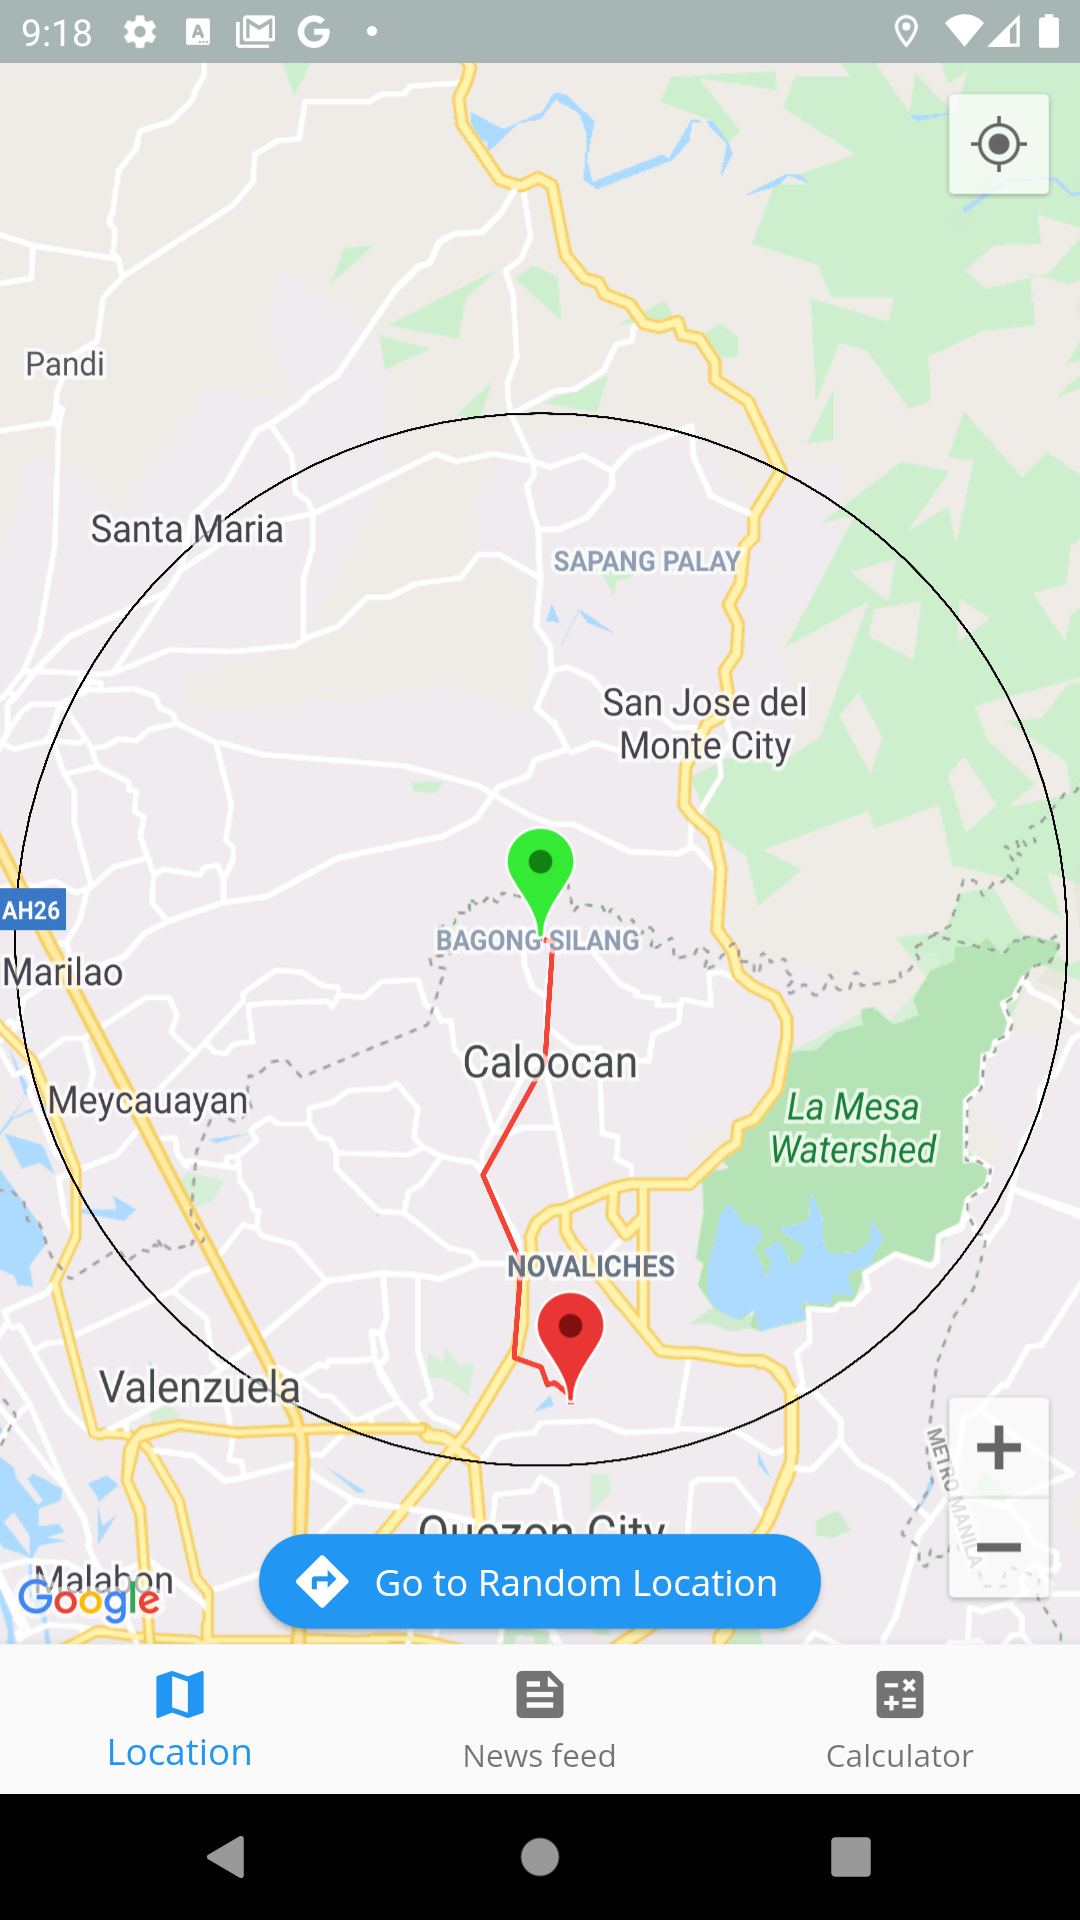 9:18
Pandi
Santa Maria
SAPANG PALAY
San Jose del
Monte City
AH26
BAGONG SILANG
Marilao
Caloocan
Meycauayan
La Mesa
Watershed
NOVALICHES
Valenzuela
METRO MANILA
Quezon City
Malabon
Google
Go to Random Location
Location
News feed
Calculator